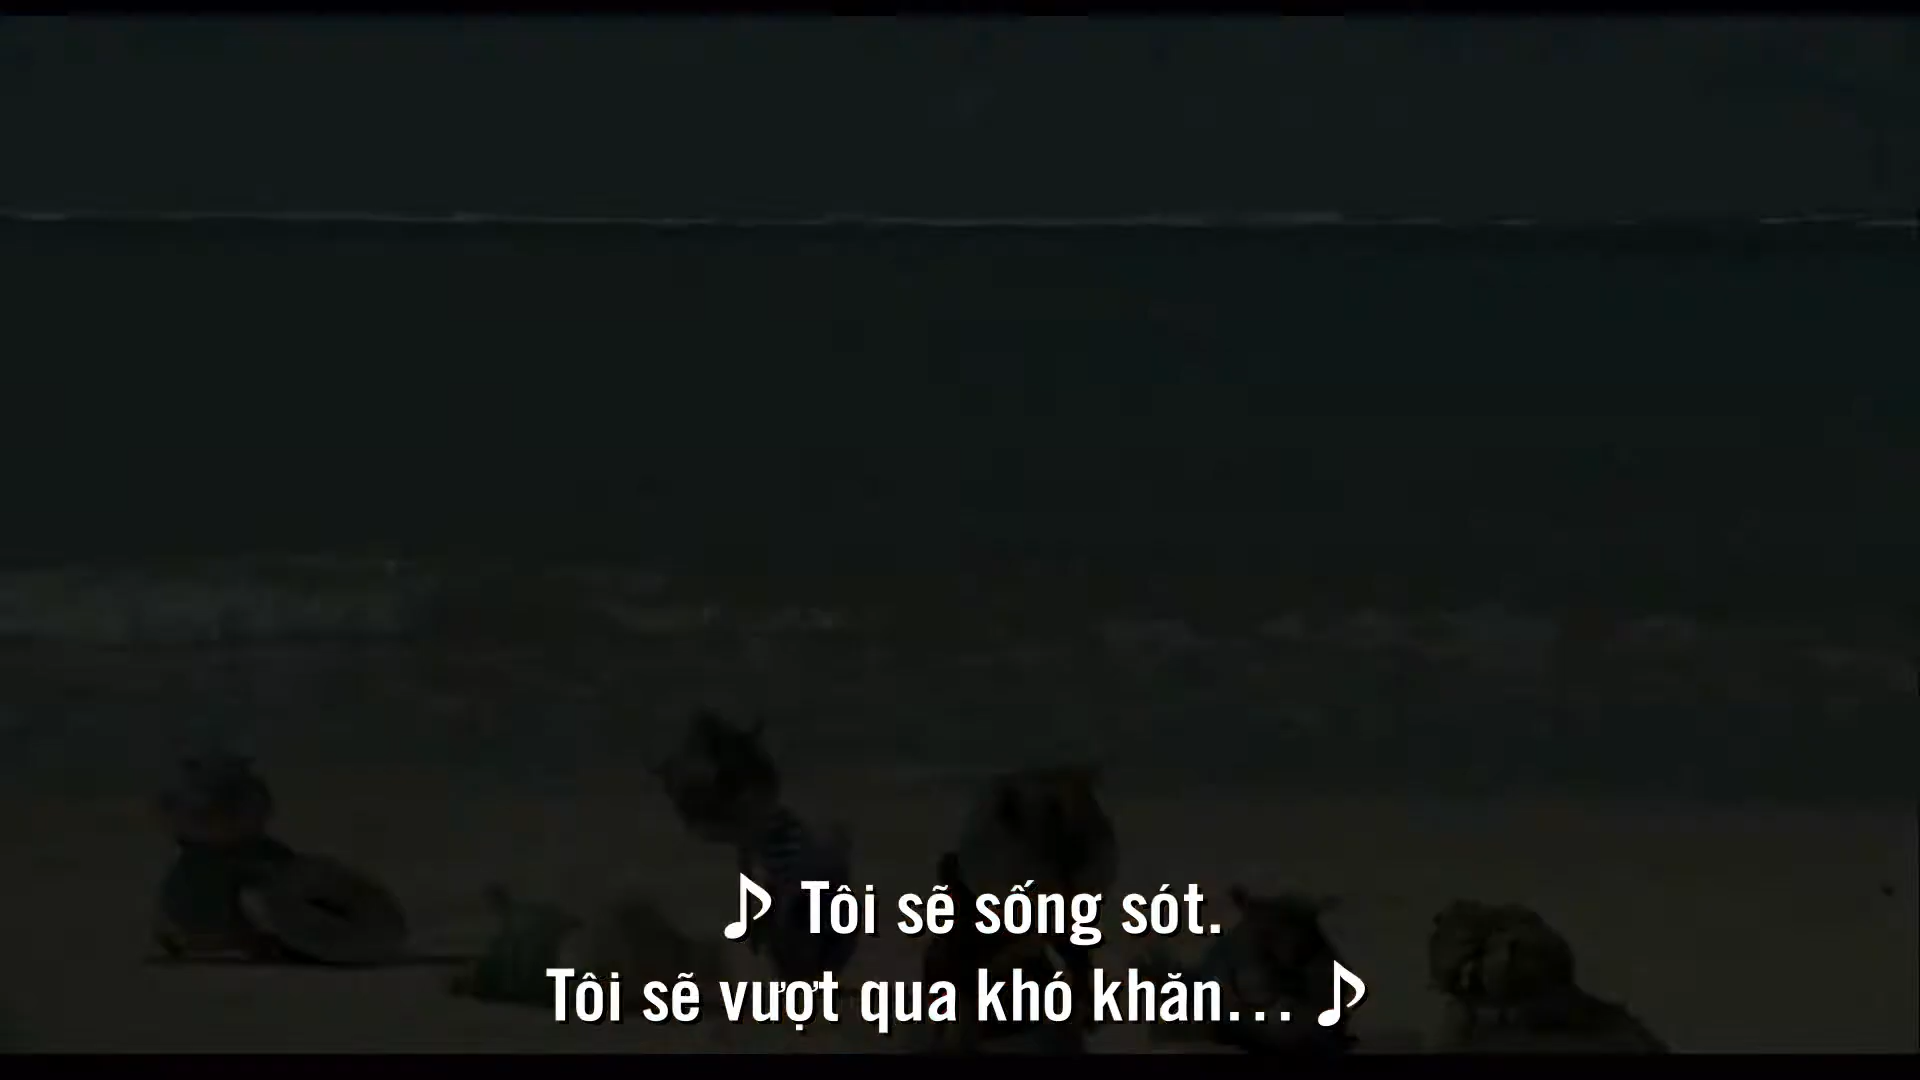 ♪ Tôi sẽ sống sót.
Tôi sẽ vượt qua khó khăn... ♪